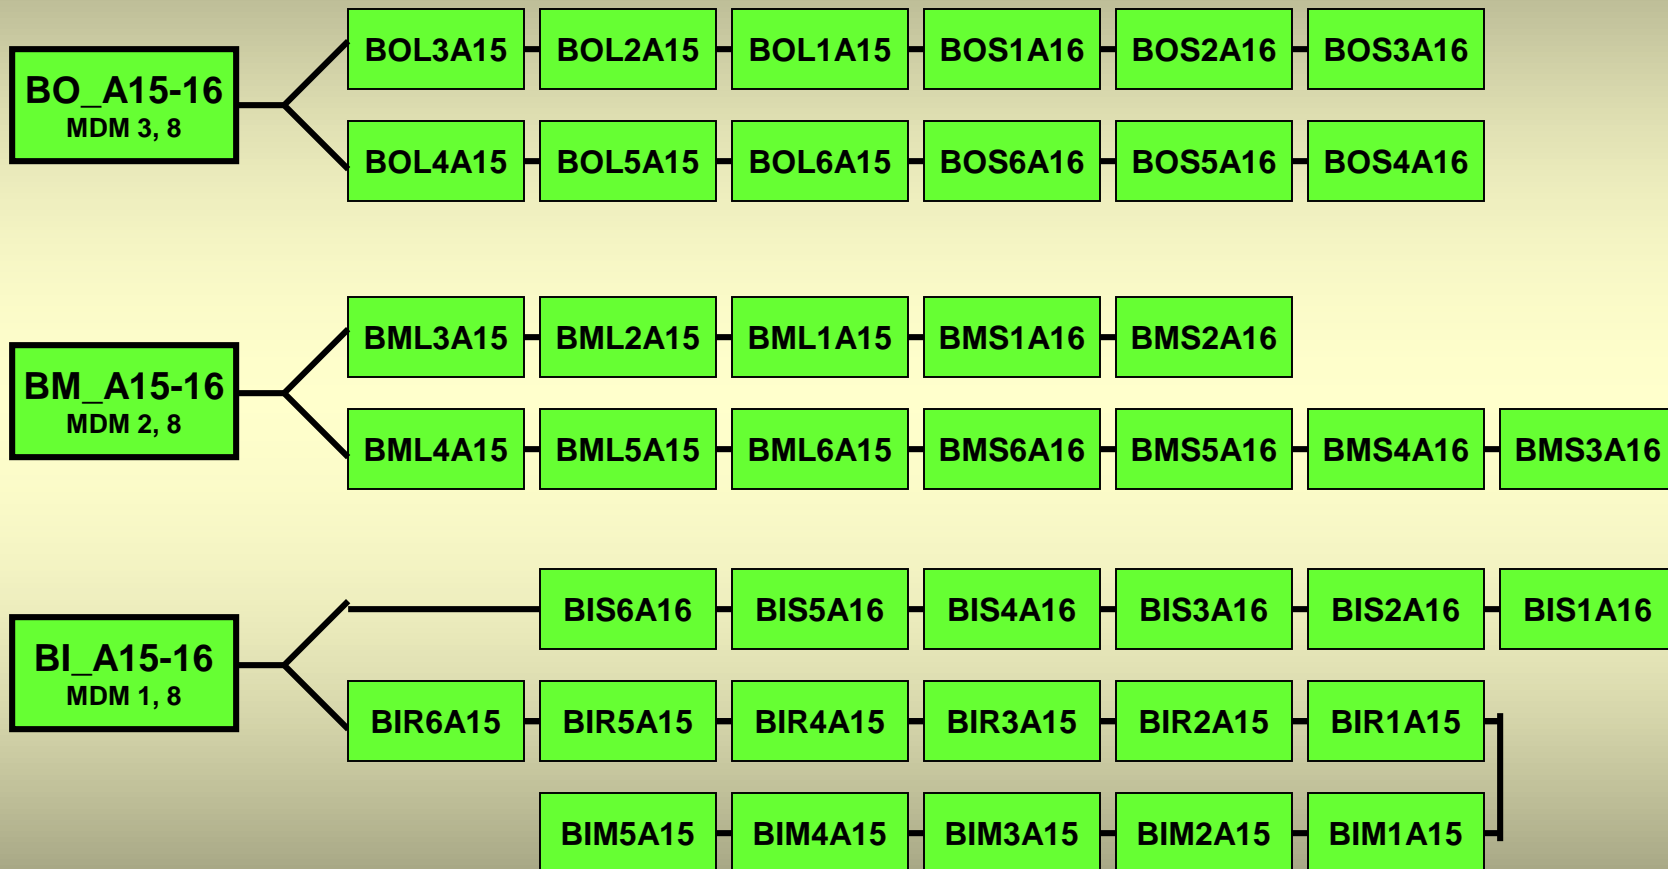 BO_A15-16
MDM 3, 8
BOL3A15 BOL2A15 BOL1A15 BOS1A16 BOS2A16 BOS3A16
BOL4A15 BOL5A15 BOL6A15 BOS6A16 BOS5A16 BOS4A16
BM_A15-16
MDM 2, 8
BML3A15 BML2A15 BML1A15 BMS1A16 BMS2A16
BML4A15 BML5A15 BML6A15 BMS6A16 BMS5A16 BMS4A16 BMS3A16
BI_A15-16
MDM 1, 8
BIS6A16 BIS5A16 BIS4A16 BIS3A16 BIS2A16 BIS1A16
BIR6A15 BIR5A15 BIR4A15 BIR3A15 BIR2A15 BIR1A15
BIM5A15 BIM4A15 BIM3A15 BIM2A15 BIM1A15